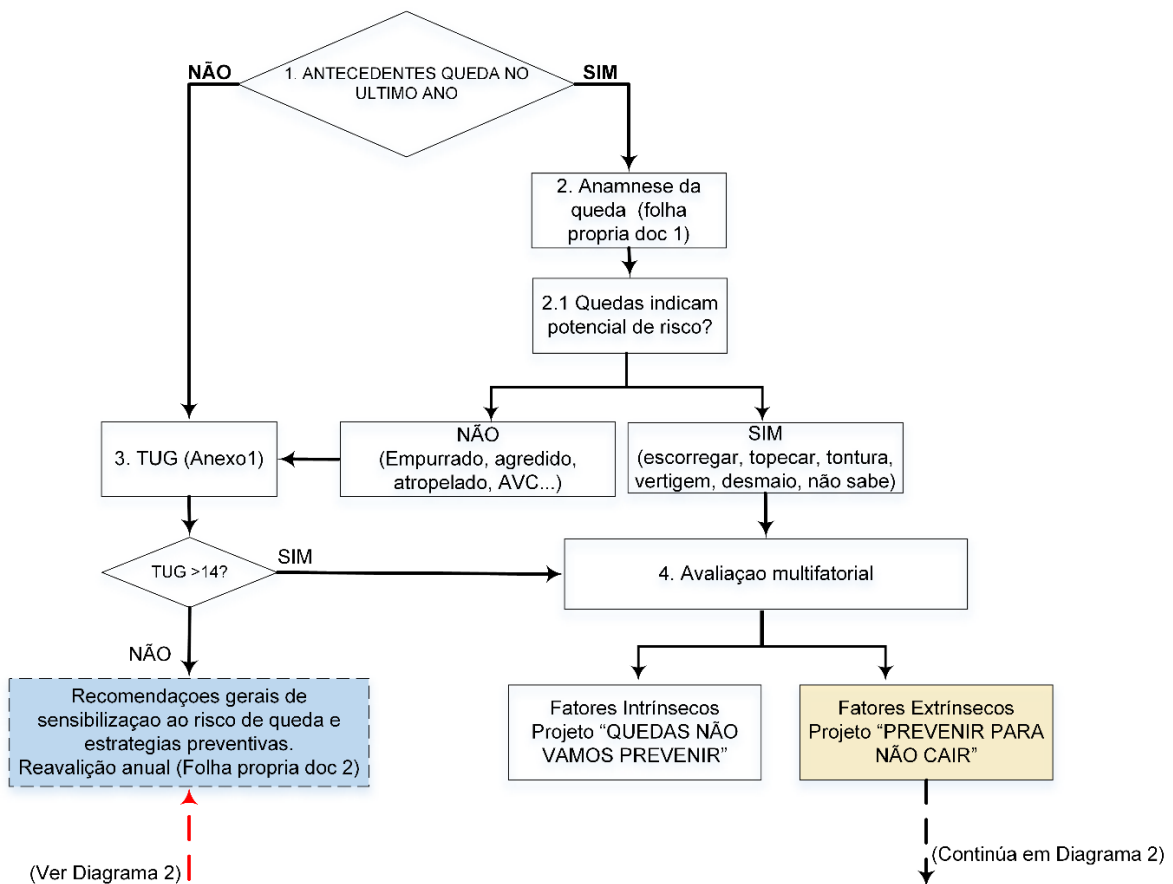 NÃO
1. ANTECEDENTES QUEDA NO
ULTIMO ANO
SIM
2. Anamnese da
queda (folha
propria doc 1)
2.1 Quedas indicam
potencial de risco?
3. TUG (Anexo1)
NÃO
(Empurrado, agredido,
atropelado, AVC...)
SIM
(escorregar, topecar, tontura,
vertigem, desmaio, não sabe)
TUG >14?
SIM
4. Avaliaçao multifatorial
NÃO
Recomendaçoes gerais de
sensibilizaçao ao risco de queda e
estrategias preventivas.
Reavalição anual (Folha propria doc 2)
Fatores Intrínsecos
Projeto “QUEDAS NÃO
VAMOS PREVENIR”
Fatores Extrínsecos
Projeto “PREVENIR PARA
NÃO CAIR”
(Ver Diagrama 2)
(Continúa em Diagrama 2)